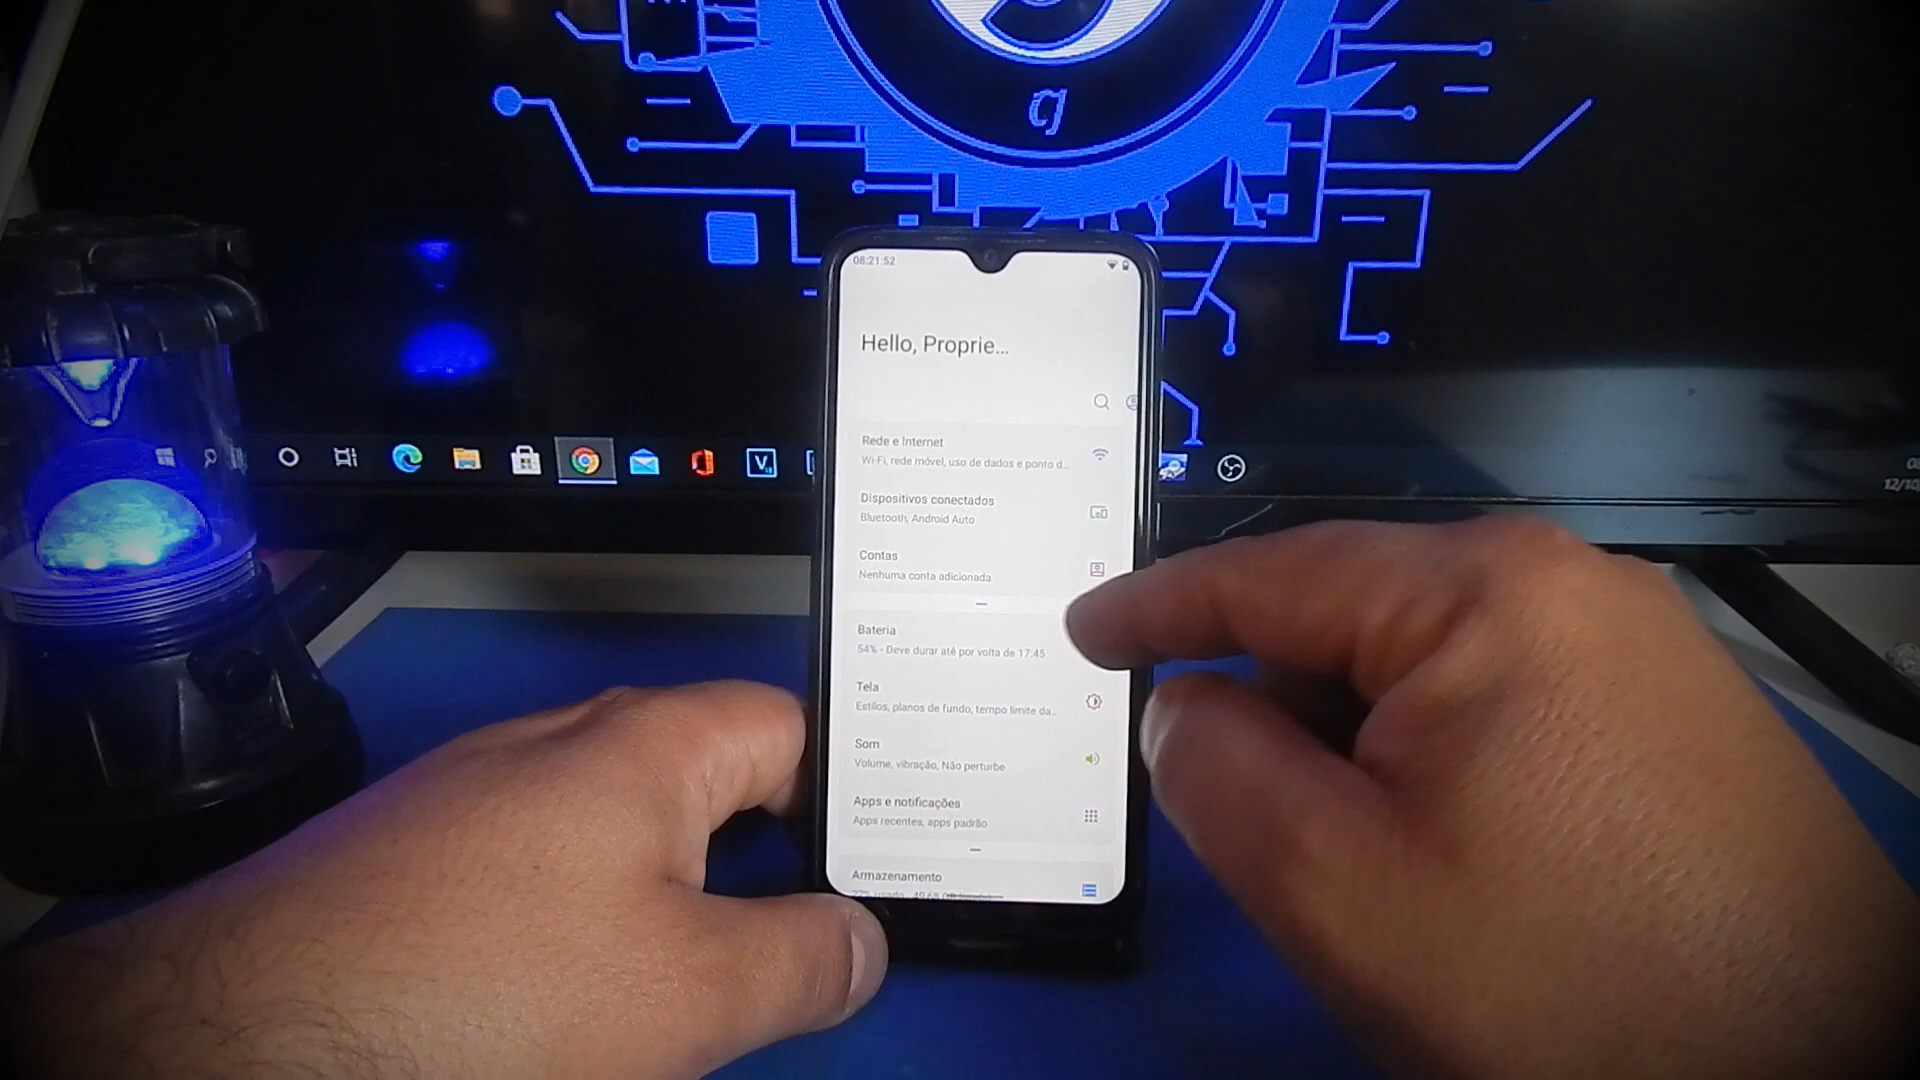 q
08:21:52
Hello, Proprie...
Rede e Internet
Wi-Fi, rede móvel, uso de dados e ponto d...
Dispositivos conectados
Bluetooth, Android Auto
Contas
Nenhuma conta adicionada
Bateria
54% - Deve durar até por volta de 17:45
Tela
Estilos, planos de fundo, tempo limite da...
Som
Volume, vibração, Não perturbe
Apps e notificações
Apps recentes, apps padrão
Armazenamento
V
12/10